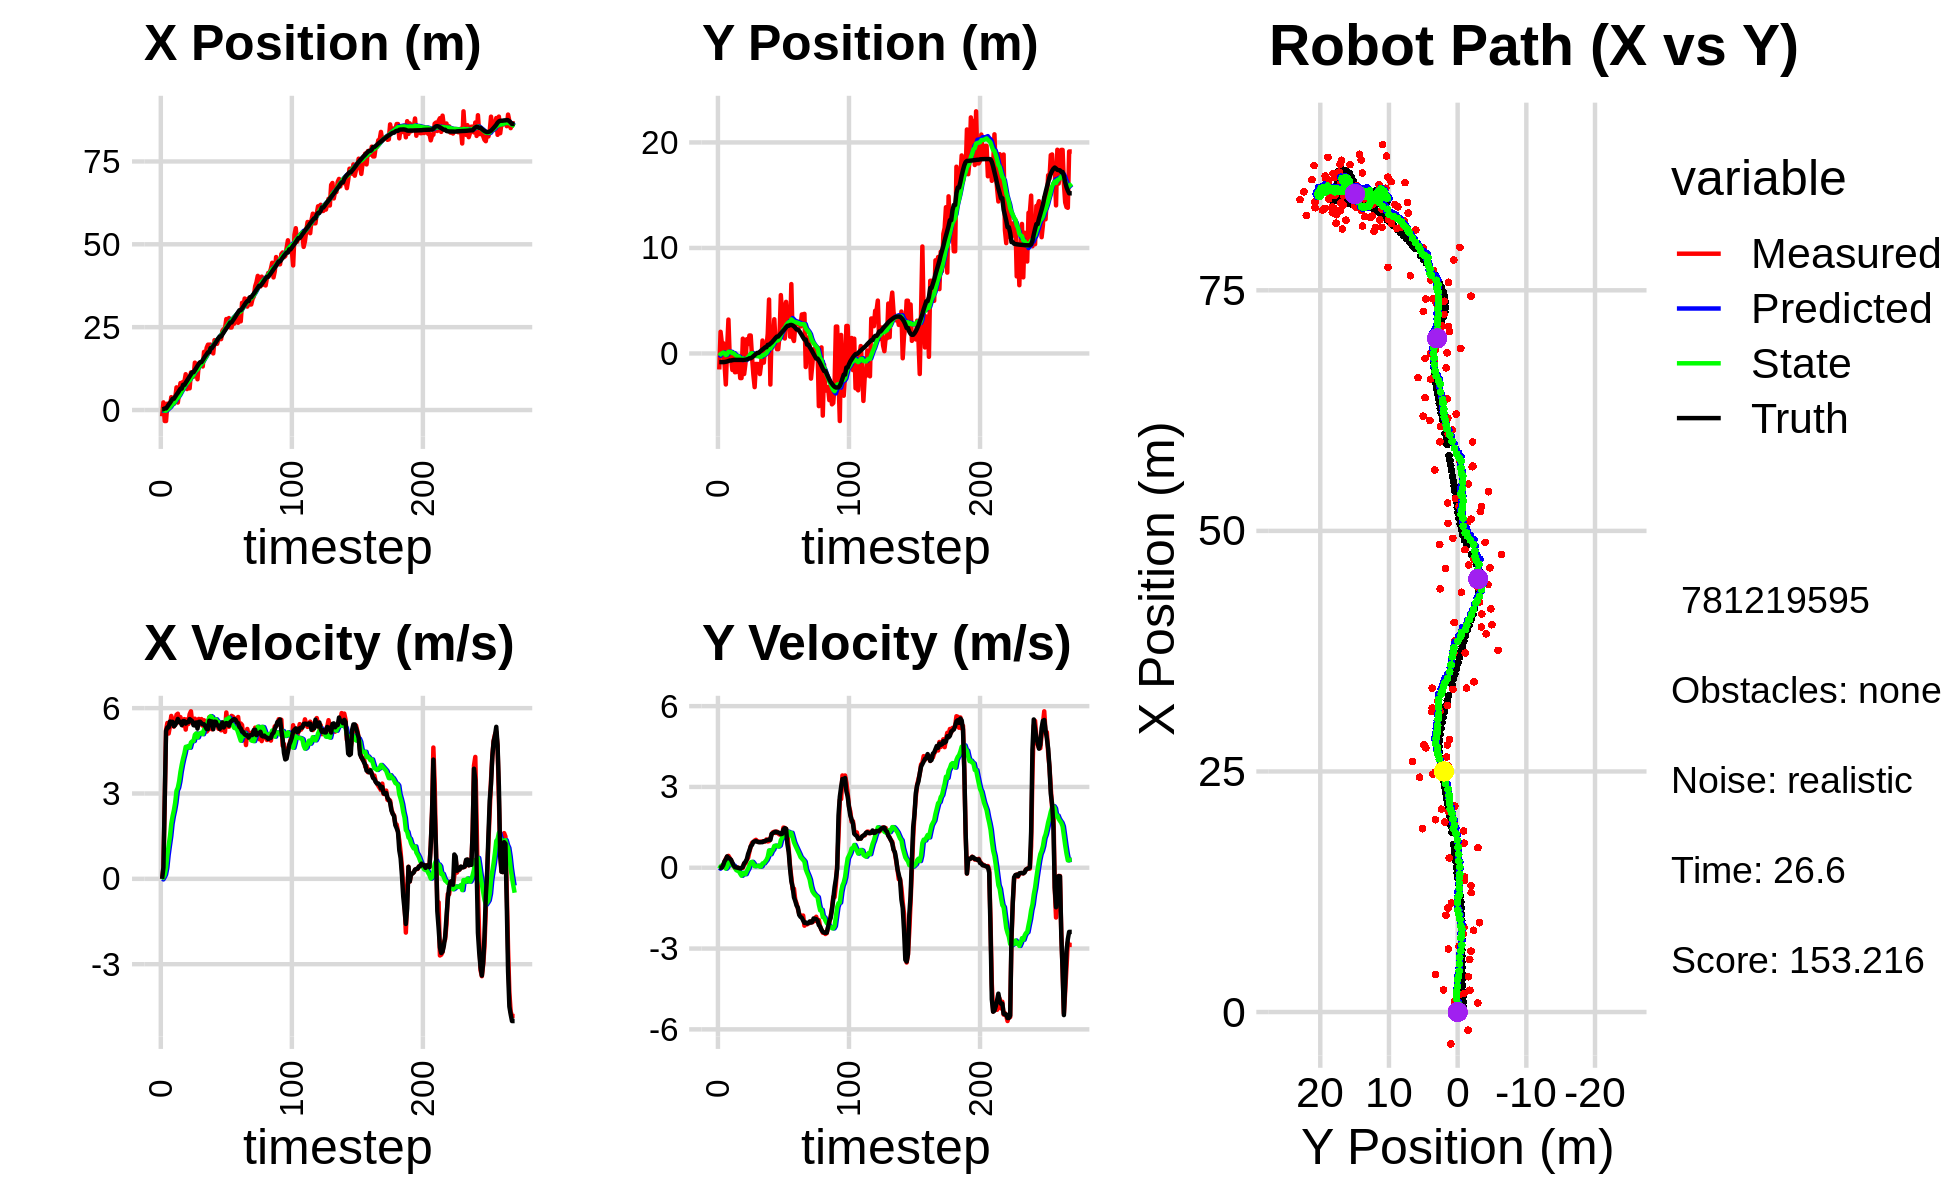 X Position (m)
75
50
25
0
0
100
200
timestep
Y Position (m)
20
10
0
0
100
200
timestep
X Velocity (m/s)
6
3
0
-3
0
100
200
timestep
Y Velocity (m/s)
6
3
0
-3
-6
0
100
200
timestep
Robot Path (X vs Y)
X Position (m)
75
50
25
0
20 10 0 -10 -20
Y Position (m)
variable
Measured
Predicted
State
Truth
781219595
Obstacles: none
Noise: realistic
Time: 26.6
Score: 153.216